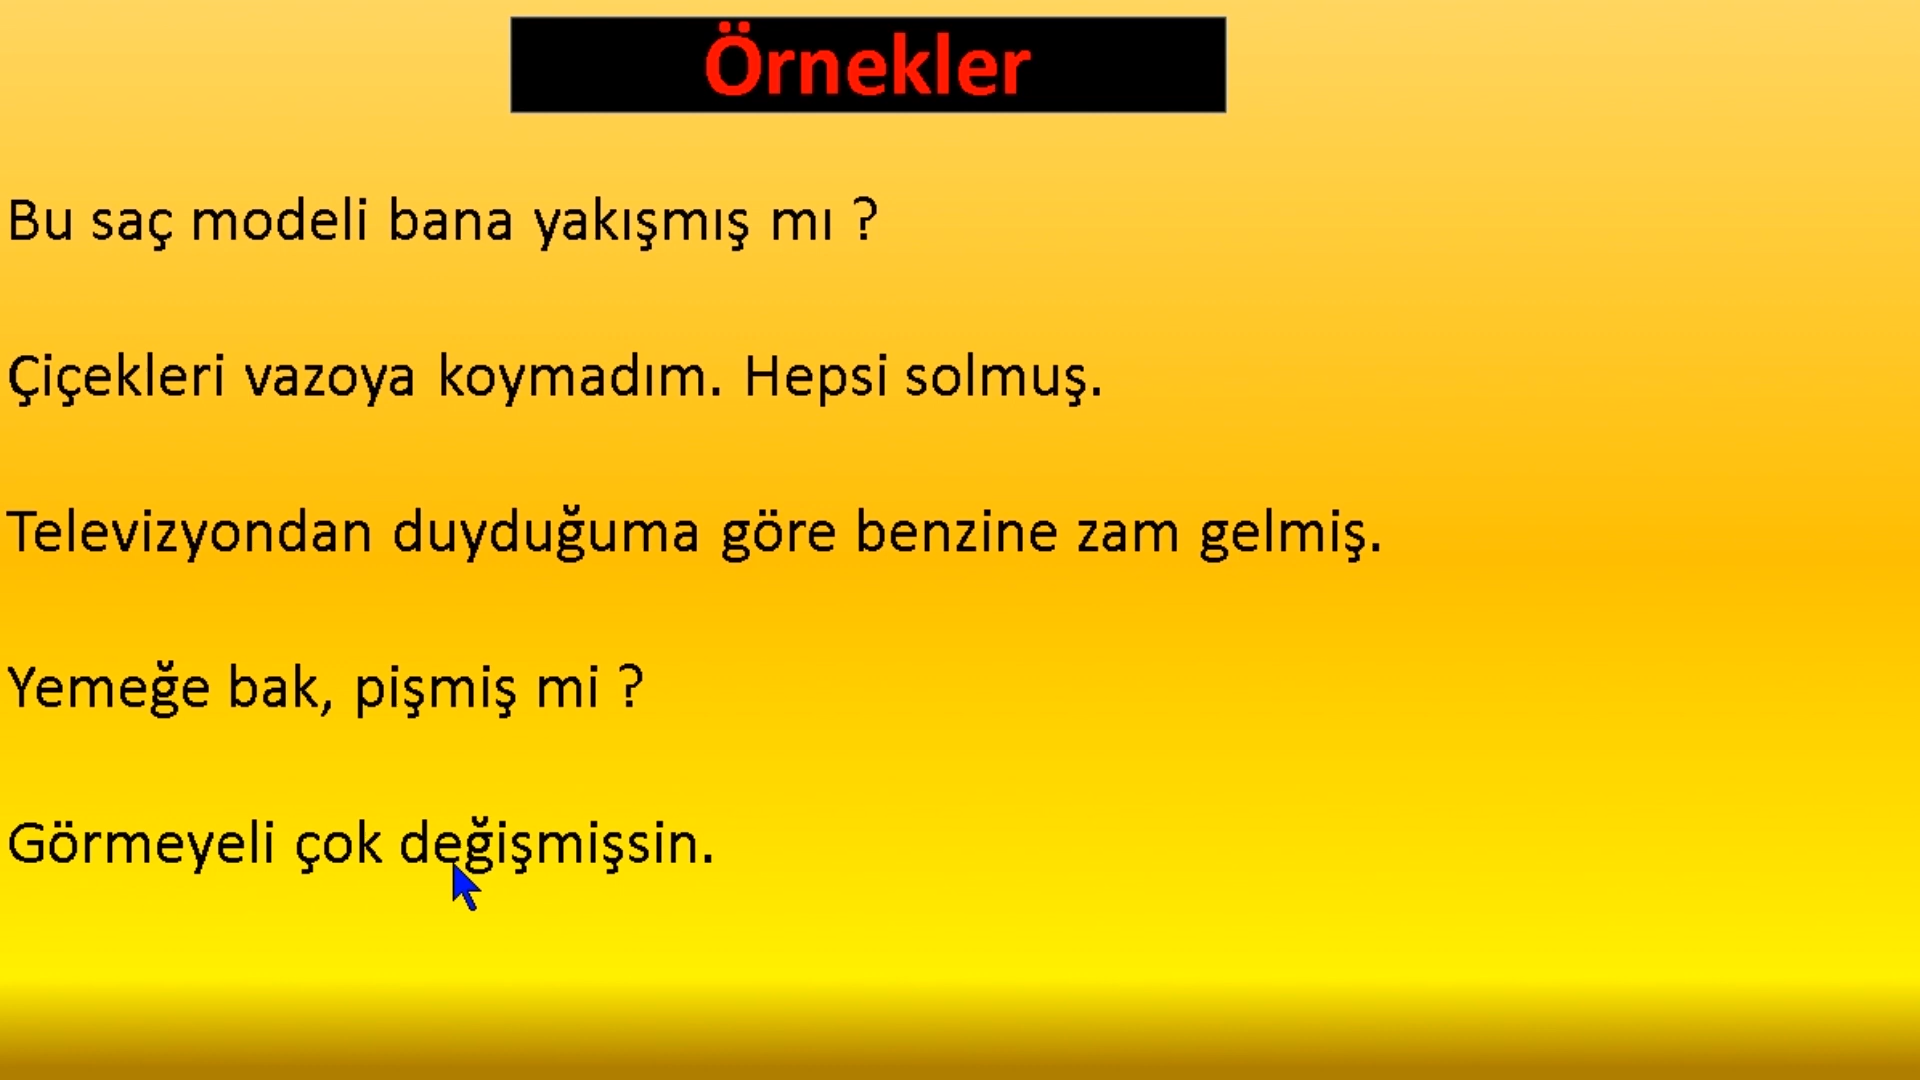 Örnekler
Bu saç modeli bana yakışmış mı ?
Çiçekleri vazoya koymadım. Hepsi solmuş.
Televizyondan duyduğuma göre benzine zam gelmiş.
Yemeğe bak, pişmiş mi ?
Görmeyeli çok değişmişsin.